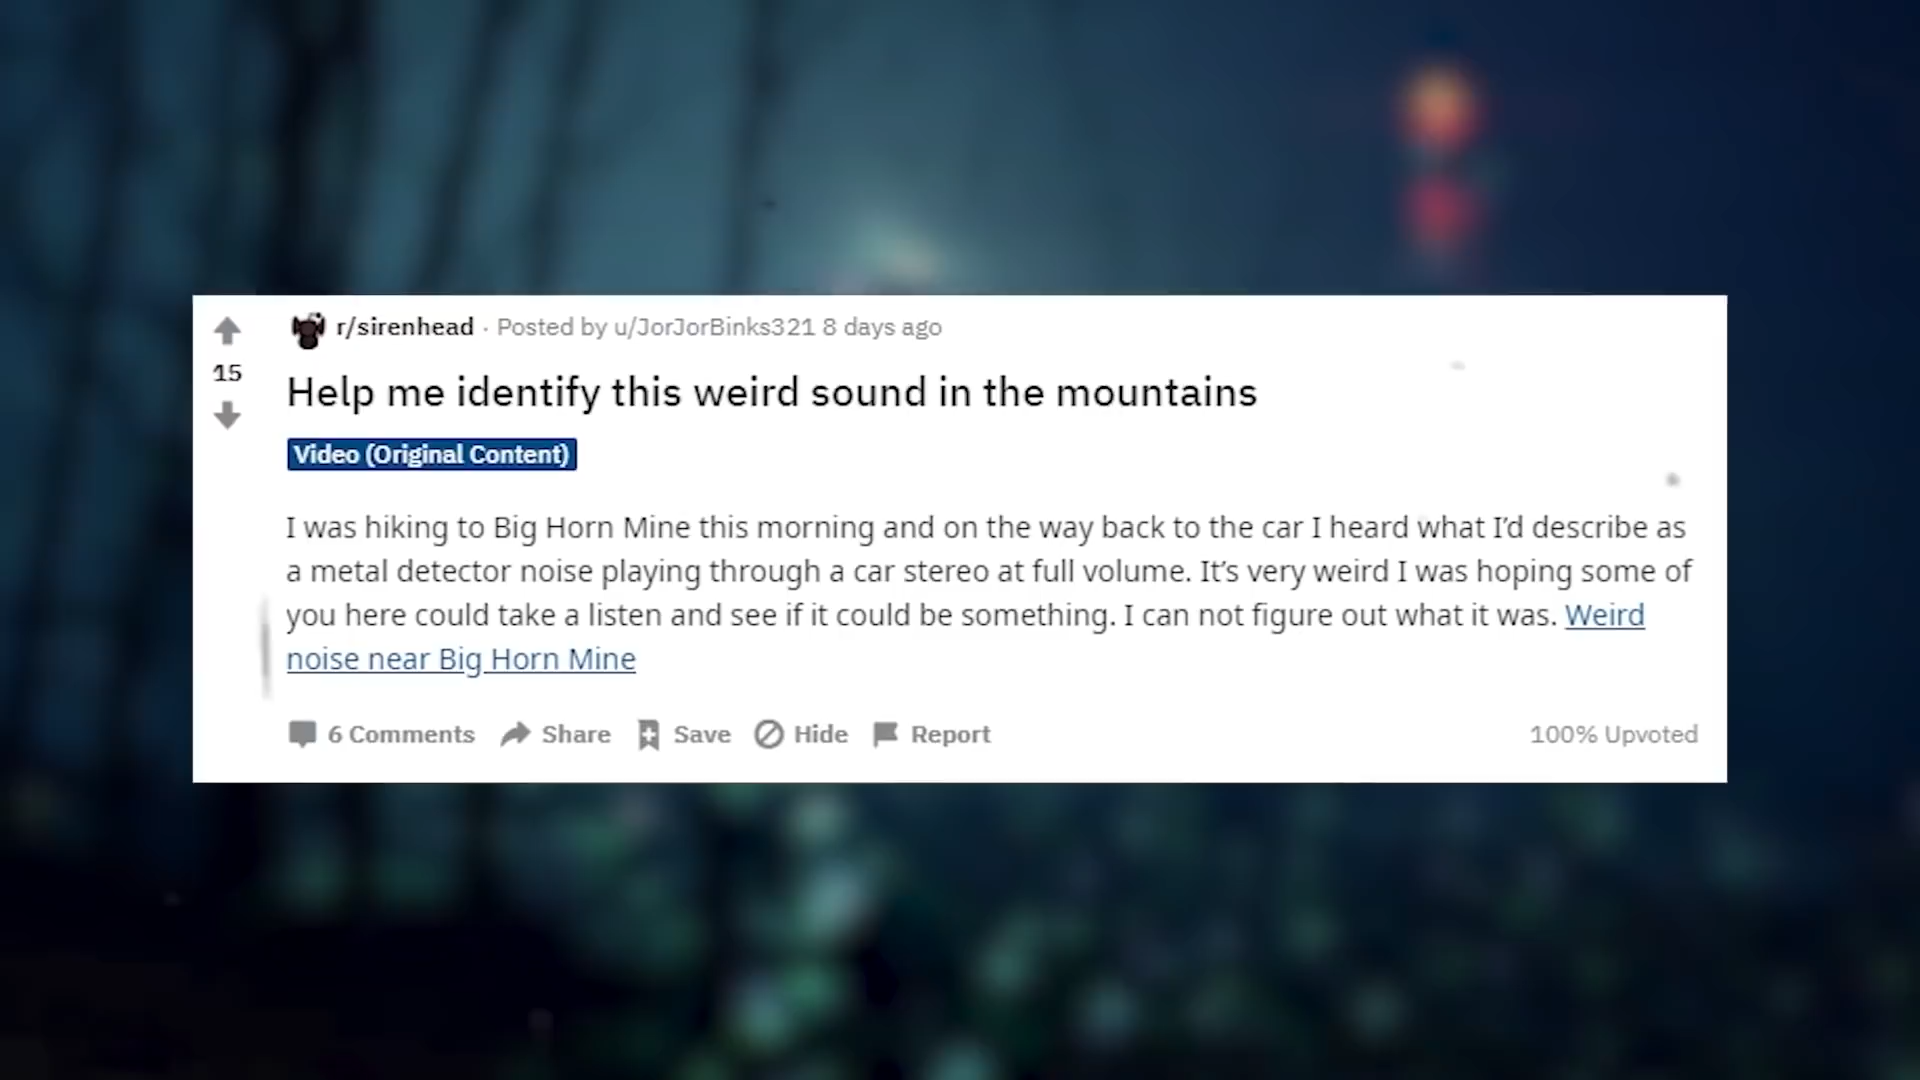 r/sirenhead · Posted by u/JorJorBinks321 8 days ago
15
Help me identify this weird sound in the mountains
Video (Original Content)
I was hiking to Big Horn Mine this morning and on the way back to the car I heard what I’d describe as
a metal detector noise playing through a car stereo at full volume. It’s very weird I was hoping some of
you here could take a listen and see if it could be something. I can not figure out what it was. Weird
noise near Big Horn Mine
6 Comments Share Save Hide Report 100% Upvoted